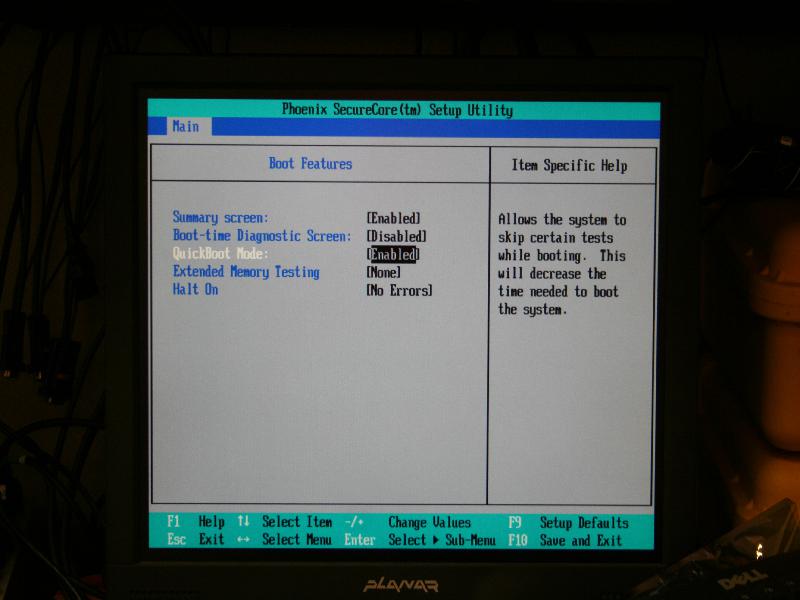 Phoenix SecureCore(tm) Setup Utility
Main
Boot Features
Item Specific Help
Summary screen: [Enabled]
Boot-time Diagnostic Screen: [Disabled]
QuickBoot Mode: [Enabled]
Extended Memory Testing [None]
Halt On [No Errors]
Allows the system to
skip certain tests
while booting. This
will decrease the
time needed to boot
the system.
F1 Help ↑↓ Select Item -/+ Change Values F9 Setup Defaults
Esc Exit ↔ Select Menu Enter Select ▶ Sub-Menu F10 Save and Exit
PLANAR
DELL